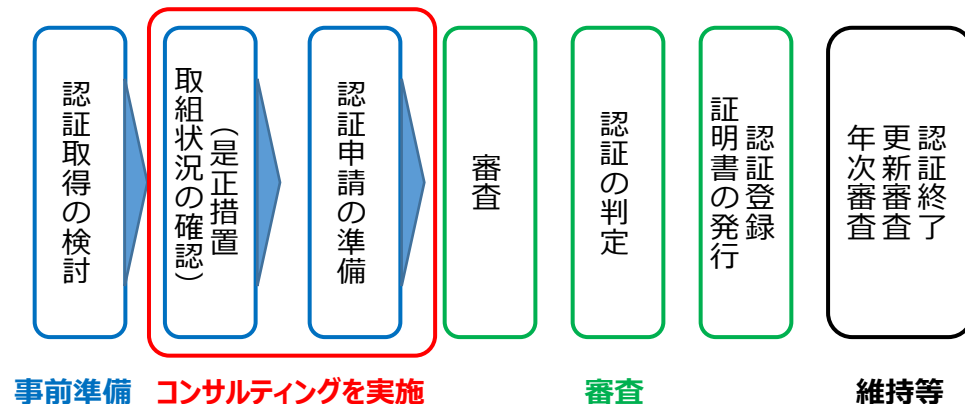 認証取得の検討
（是正措置
取組状況の確認）
認証申請の準備
審査
認証の判定
認証登録
証明書の発行
認証終了
更新審査
年次審査
事前準備
コンサルティングを実施
審査
維持等